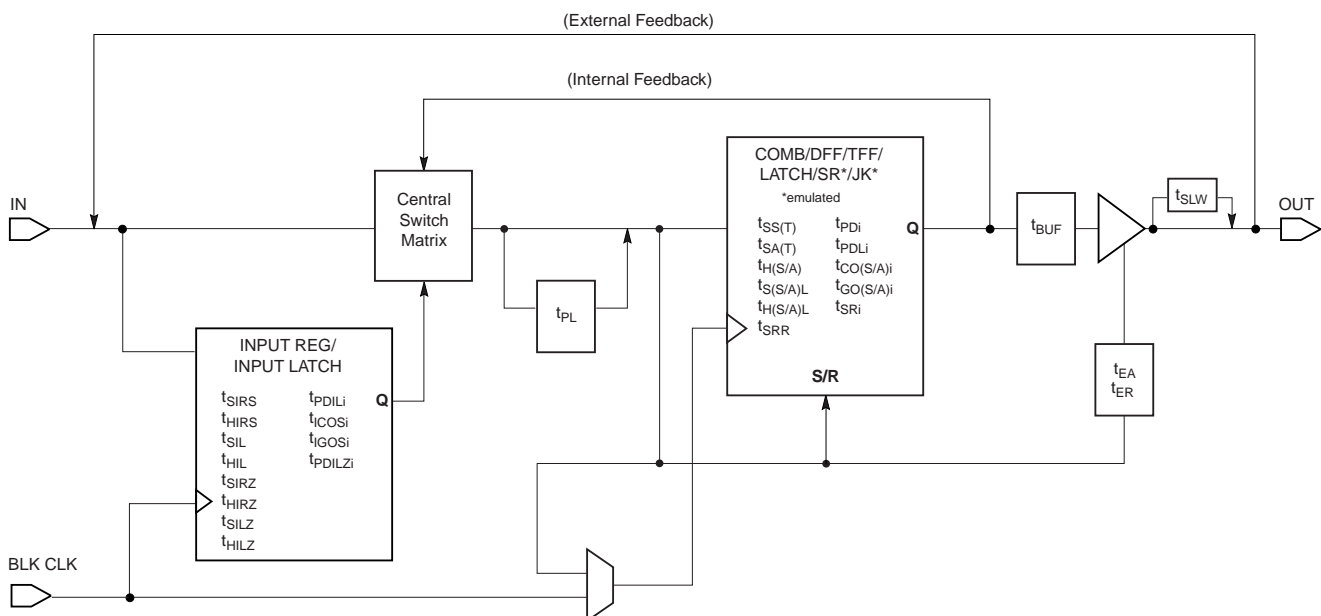 (External Feedback)
(Internal Feedback)
COMB/DFF/TFF/
LATCH/SR*/JK*
*emulated
IN
Central
Switch
Matrix
tSS(T)
tSA(T)
tH(S/A)
tS(S/A)L
tH(S/A)L
tSRR
tPDi
tPDLi
tCO(S/A)i
tGO(S/A)i
tSRi
Q
S/R
tBUF
tSLW
OUT
tPL
tEA
tER
INPUT REG/
INPUT LATCH
tSIRS
tHIRS
tSIL
tHIL
tSIRZ
tHIRZ
tSILZ
tHILZ
tPDILi
tICOSi
tIGOSi
tPDILZi
Q
BLK CLK